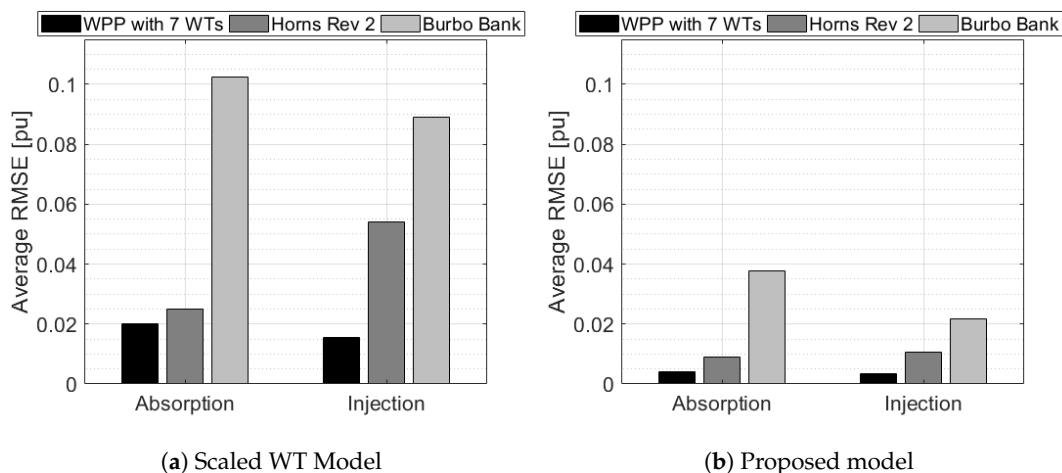 WPP with 7 WTs Horns Rev 2 Burbo Bank
Average RMSE [pu]
0.1
0.08
0.06
0.04
0.02
0
Absorption Injection
(a) Scaled WT Model
WPP with 7 WTs Horns Rev 2 Burbo Bank
Average RMSE [pu]
0.1
0.08
0.06
0.04
0.02
0
Absorption Injection
(b) Proposed model